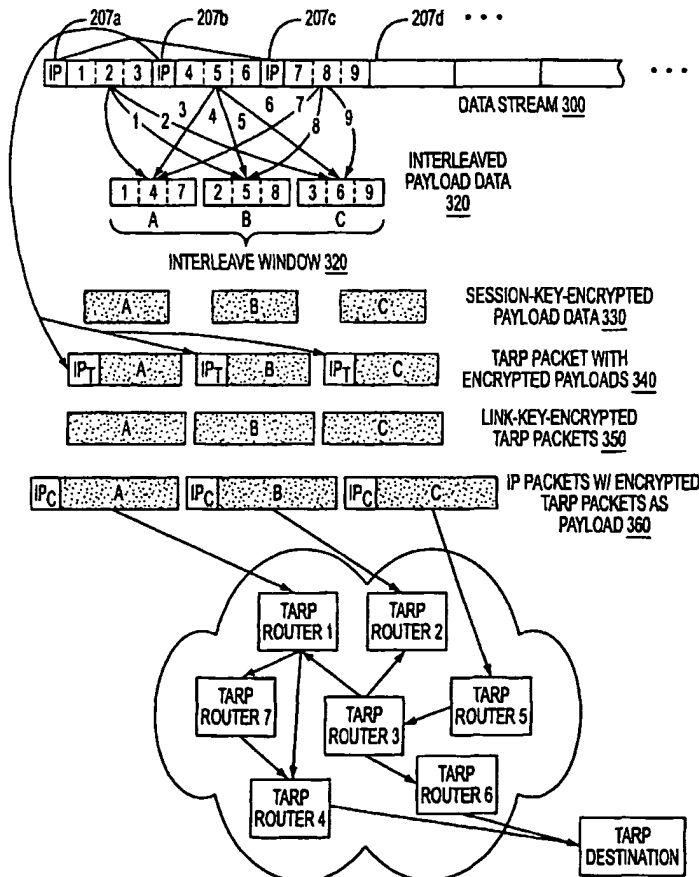 207a 207b 207c 207d • • •
IP 1 2 3 IP 4 5 6 IP 7 8 9 • • •
DATA STREAM 300
1 2 3 4 5 6 7 8 9
INTERLEAVED
PAYLOAD DATA
320
1 4 7 2 5 8 3 6 9
A B C
INTERLEAVE WINDOW 320
A B C
SESSION-KEY-ENCRYPTED
PAYLOAD DATA 330
IPT A IPT B IPT C
TARP PACKET WITH
ENCRYPTED PAYLOADS 340
A B C
LINK-KEY-ENCRYPTED
TARP PACKETS 350
IPC A IPC B IPC C
IP PACKETS W/ ENCRYPTED
TARP PACKETS AS
PAYLOAD 360
TARP
ROUTER 1
TARP
ROUTER 2
TARP
ROUTER 7
TARP
ROUTER 3
TARP
ROUTER 5
TARP
ROUTER 4
TARP
ROUTER 6
TARP
DESTINATION